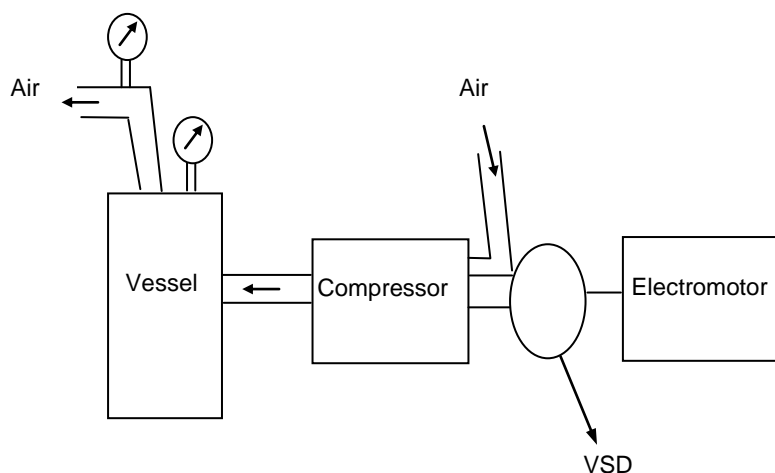 Air
Air
Vessel
Compressor
Electromotor
VSD